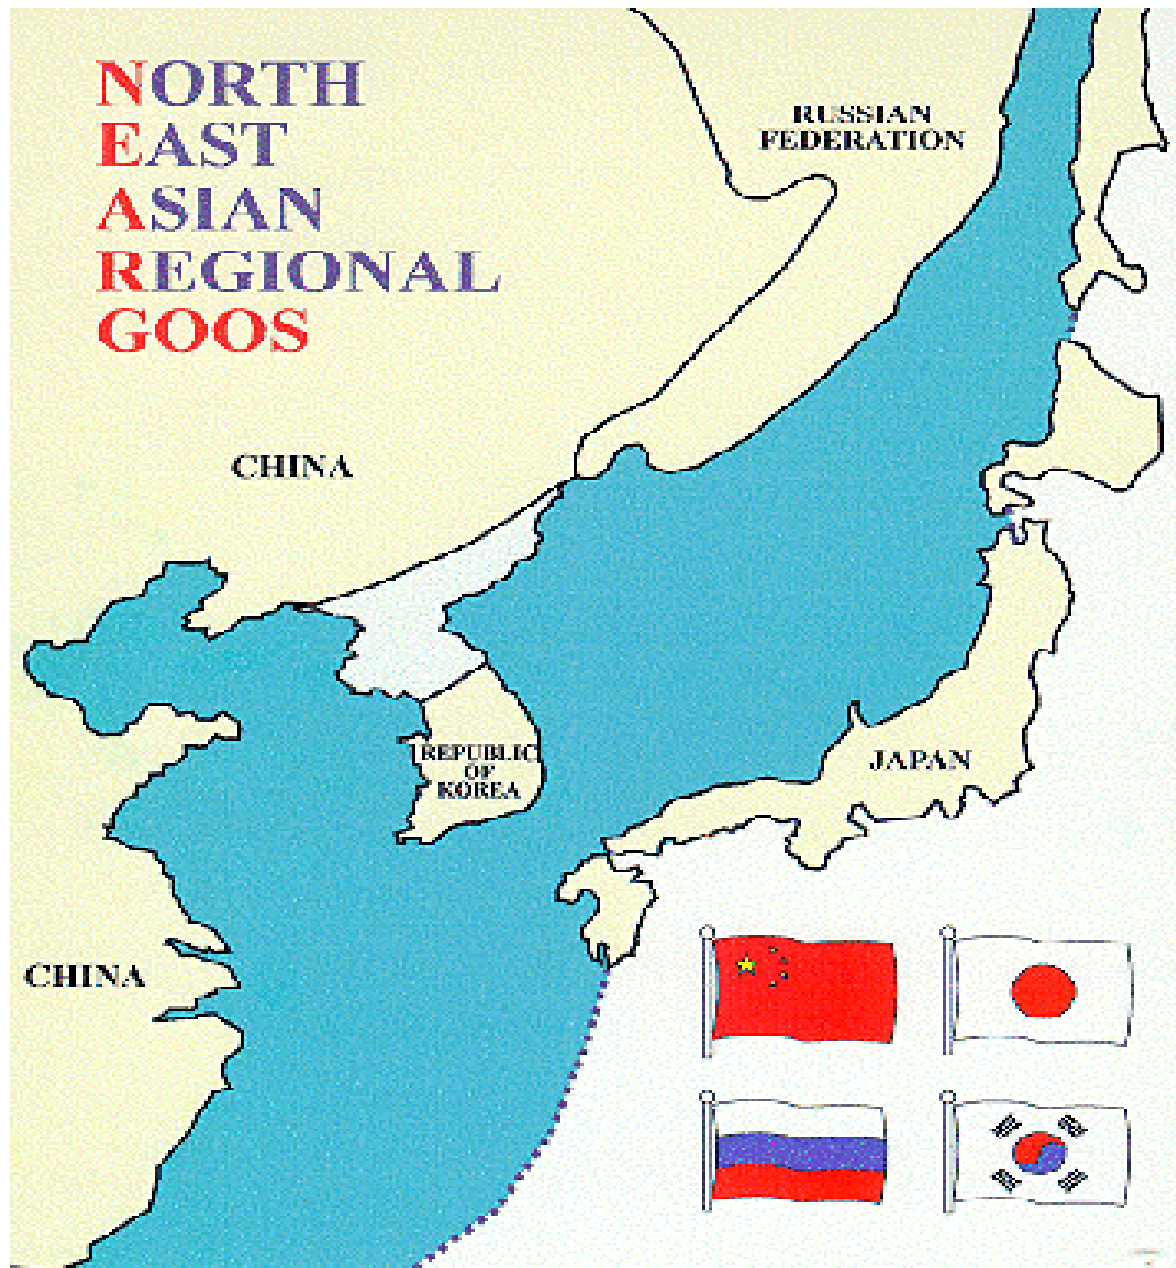 NORTH
EAST
ASIAN
REGIONAL
GOOS
RUSSIAN
FEDERATION
CHINA
REPUBLIC
OF
KOREA
JAPAN
CHINA